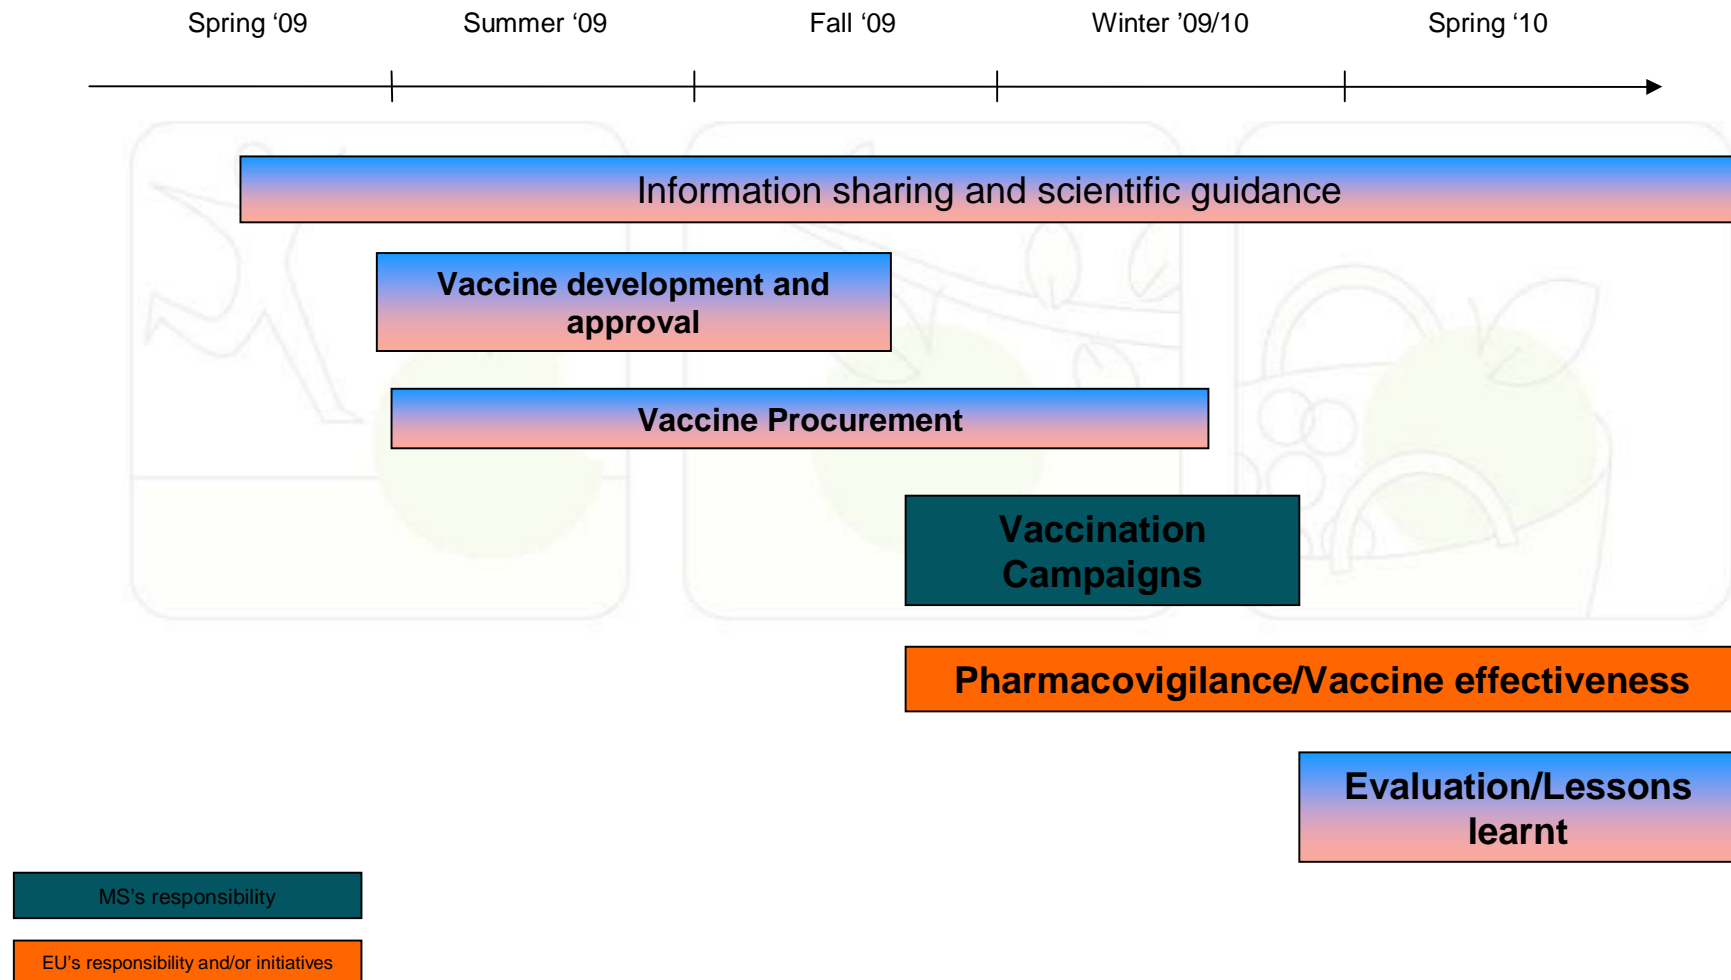 Spring ‘09
Summer ‘09
Fall ‘09
Winter ’09/10
Spring ‘10
Information sharing and scientific guidance
Vaccine development and
approval
Vaccine Procurement
Vaccination
Campaigns
Pharmacovigilance/Vaccine effectiveness
Evaluation/Lessons
learnt
MS’s responsibility
EU’s responsibility and/or initiatives